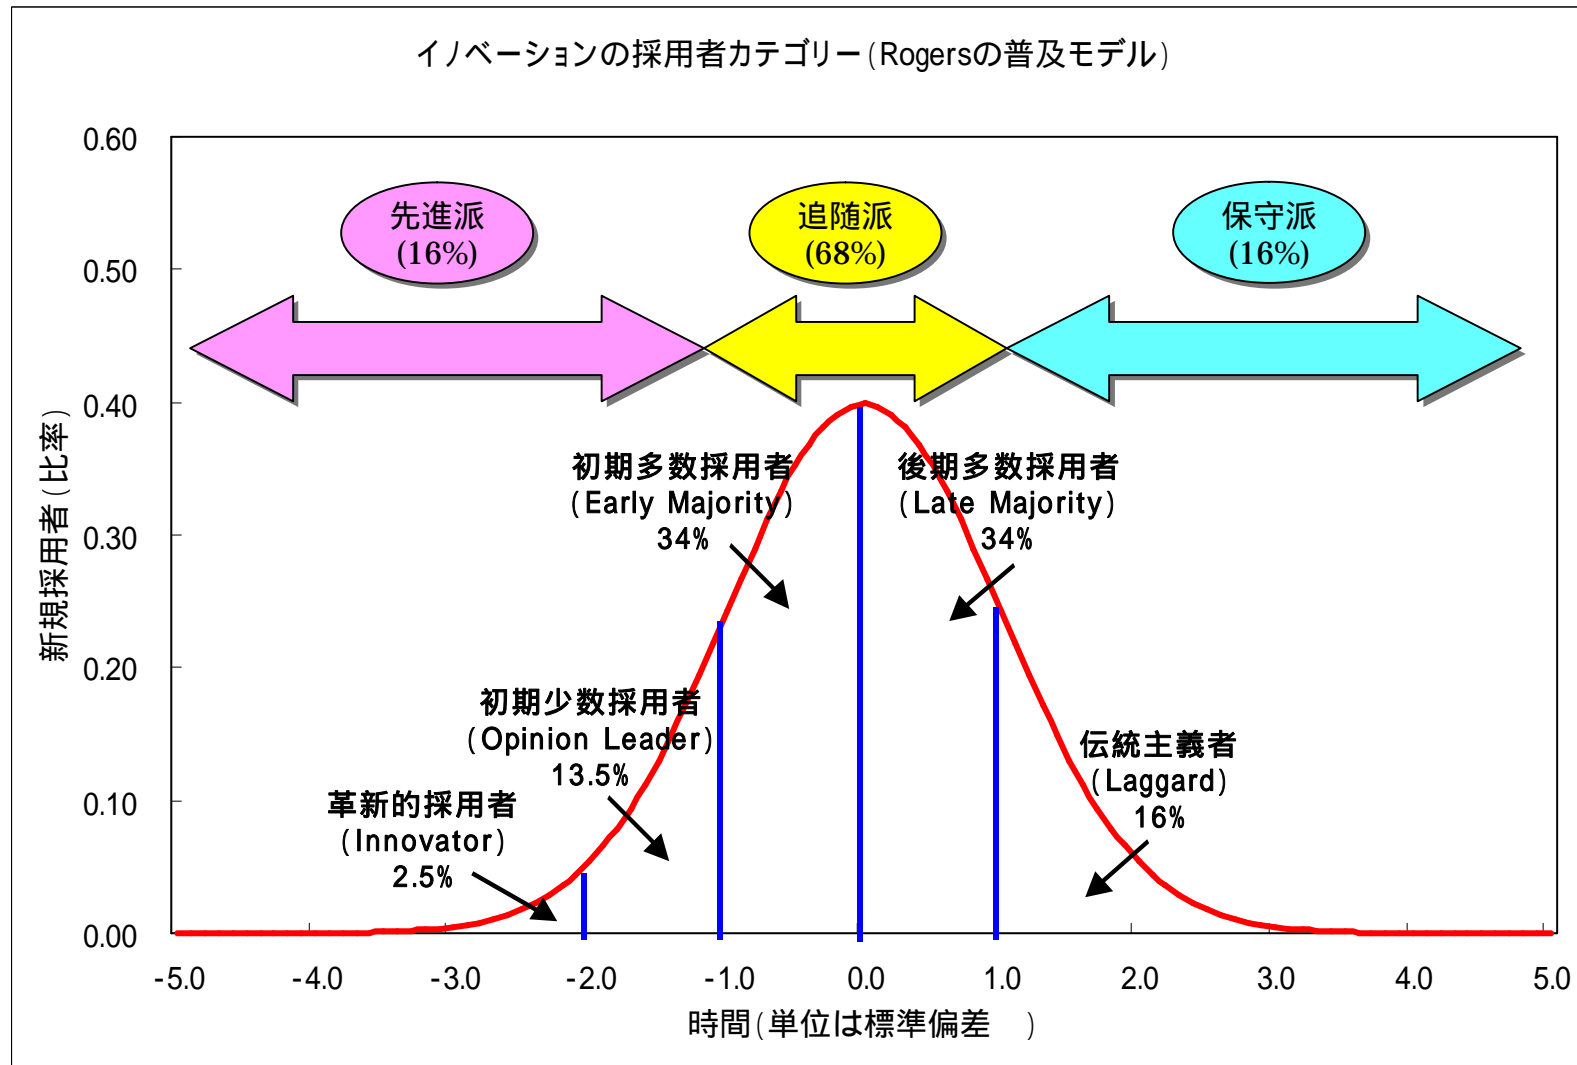 イノベーションの採用者カテゴリー(Rogersの普及モデル)
0.60
0.50
0.40
0.30
0.20
0.10
0.00
新規採用者(比率)
先進派
(16%)
追随派
(68%)
保守派
(16%)
初期多数採用者
(Early Majority)
34%
後期多数採用者
(Late Majority)
34%
初期少数採用者
(Opinion Leader)
13.5%
革新的採用者
(Innovator)
2.5%
伝統主義者
(Laggard)
16%
-5.0 -4.0 -3.0 -2.0 -1.0 0.0 1.0 2.0 3.0 4.0 5.0
時間(単位は標準偏差 )